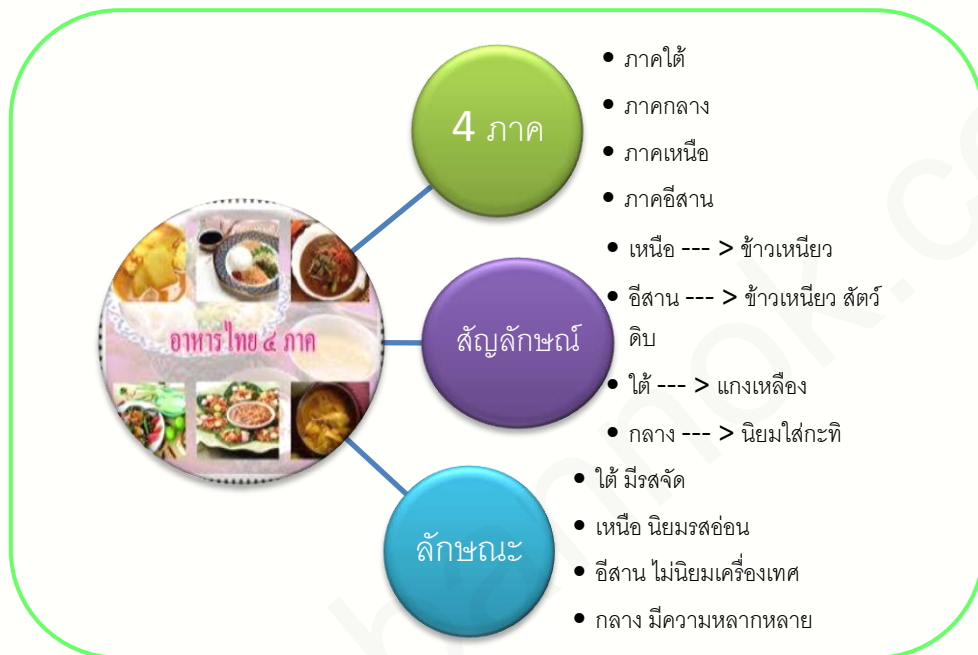 4 ภาค
• ภาคใต้
• ภาคกลาง
• ภาคเหนือ
• ภาคอีสาน
อาหารไทย ๔ ภาค
สัญลักษณ์
• เหนือ --- > ข้าวเหนียว
• อีสาน --- > ข้าวเหนียว สัตว์
ดิบ
• ใต้ --- > แกงเหลือง
• กลาง --- > นิยมใส่กะทิ
ลักษณะ
• ใต้ มีรสจัด
• เหนือ นิยมรสอ่อน
• อีสาน ไม่นิยมเครื่องเทศ
• กลาง มีความหลากหลาย